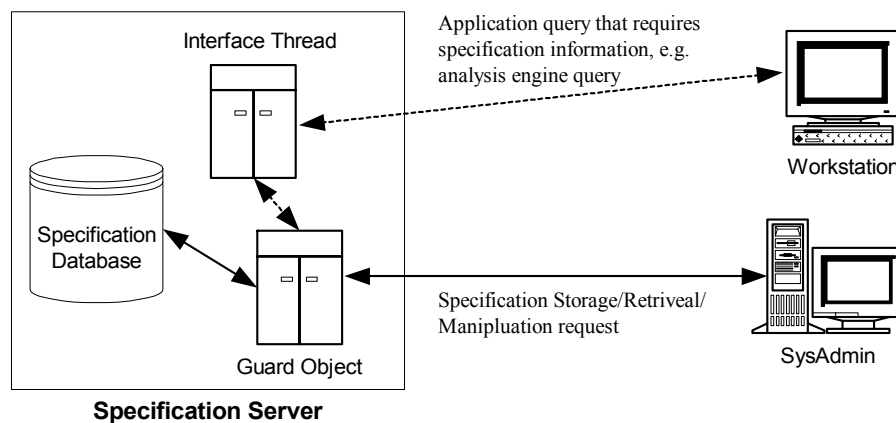 Interface Thread
Application query that requires
specification information, e.g.
analysis engine query
Workstation
Specification
Database
Specification Storage/Retriveal/
Manipluation request
Guard Object
SysAdmin
Specification Server